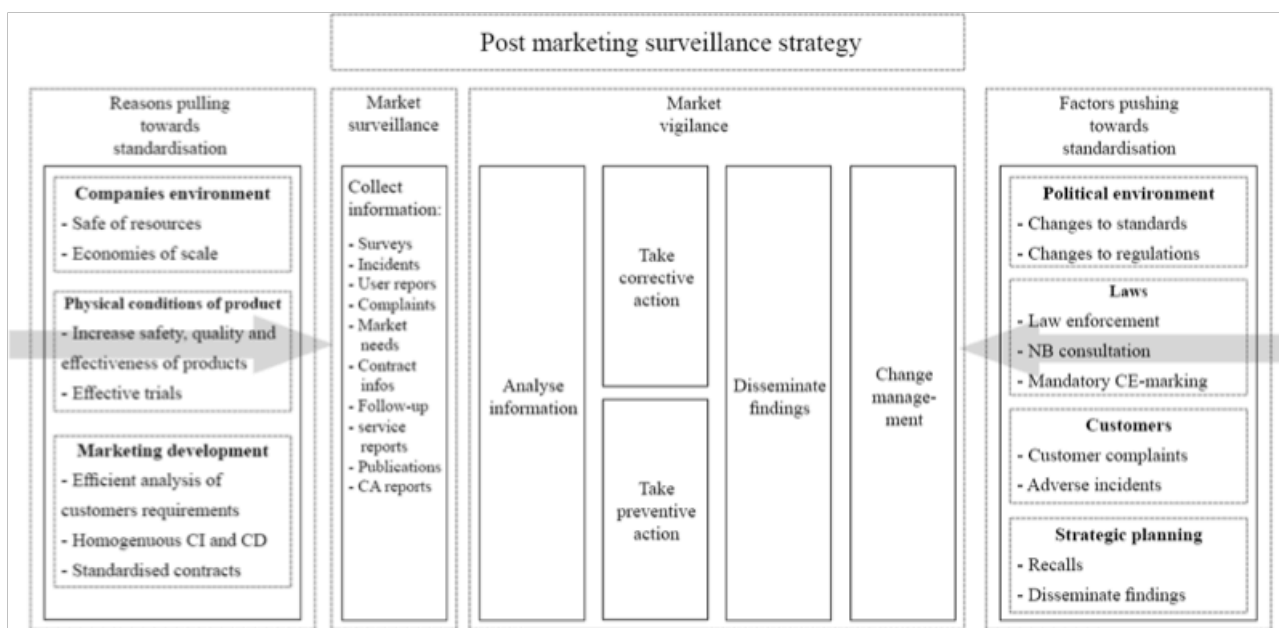 Post marketing surveillance strategy
Reasons pulling
towards
standardisation
Companies environment
- Safe of resources
- Economies of scale
Physical conditions of product
- Increase safety, quality and
effectiveness of products
- Effective trials
Marketing development
- Efficient analysis of
customers requirements
- Homogenuous CI and CD
- Standardised contracts
Market
surveillance
Collect
information:
- Surveys
- Incidents
- User repors
- Complaints
- Market
needs
- Contract
infos
- Follow-up
- service
reports
- Publications
- CA reports
Market
vigilance
Analyse
information
Take
corrective
action
Take
preventive
action
Disseminate
findings
Change
manage-
ment
Factors pushing
towards
standardisation
Political environment
- Changes to standards
- Changes to regulations
Laws
- Law enforcement
- NB consultation
- Mandatory CE-marking
Customers
- Customer complaints
- Adverse incidents
Strategic planning
- Recalls
- Disseminate findings